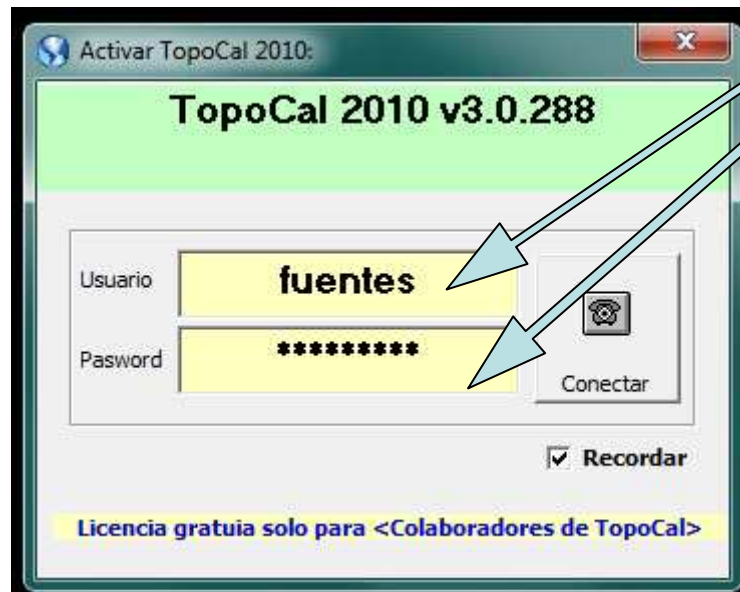 Activar TopoCal 2010:
TopoCal 2010 v3.0.288
Usuario
fuentes
Pasword
*********
Conectar
Recordar
Licencia gratuia solo para <Colaboradores de TopoCal>